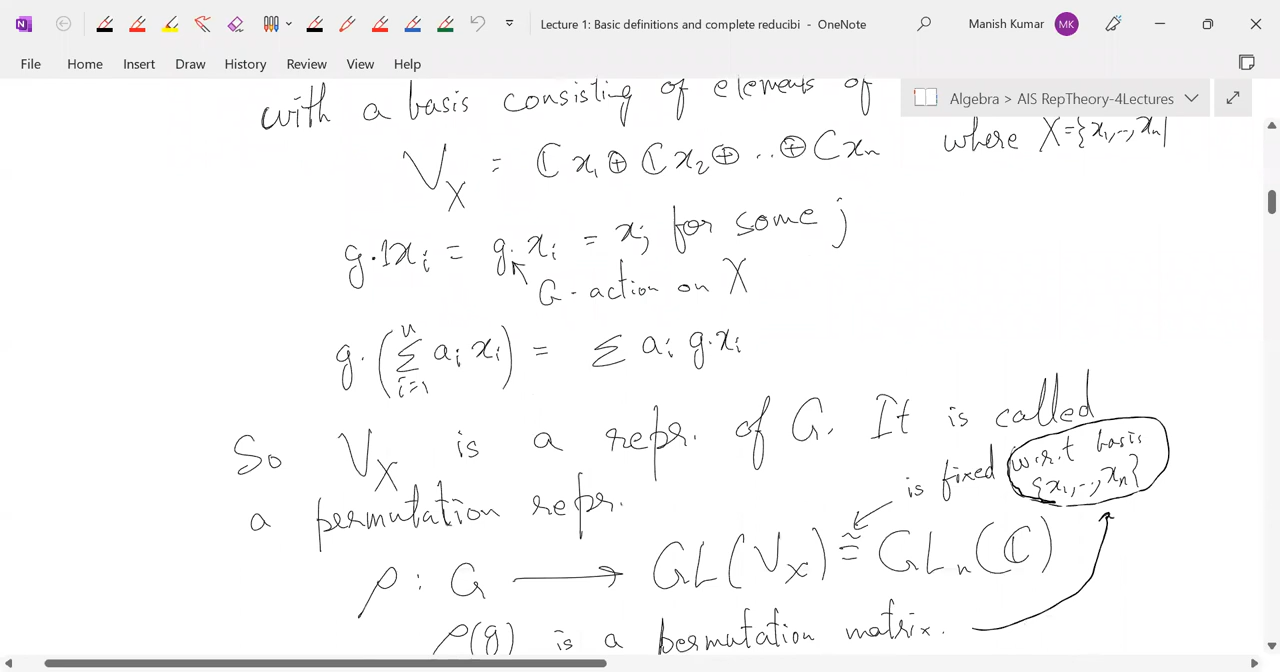 Lecture 1: Basic definitions and complete reducibi - OneNote
Manish Kumar
MK
File Home Insert Draw History Review View Help
Algebra > AIS RepTheory-4Lectures
with a basis consisting of elements of
where X={x₁,..,xₙ}
V_X = ℂx₁ ⊕ ℂx₂ ⊕ .. ⊕ ℂxₙ
g.1xᵢ = g.xᵢ = xⱼ for some j
G-action on X
g.(∑ᵢ₌₁ⁿ aᵢ xᵢ) = ∑ aᵢ g.xᵢ
So V_X is a repr. of G. It is called
a permutation repr.
is fixed w.r.t basis
{x₁,..,xₙ}
ρ : G ⟶ GL(V_X) ≅ GLₙ(ℂ)
ρ(g) is a permutation matrix.